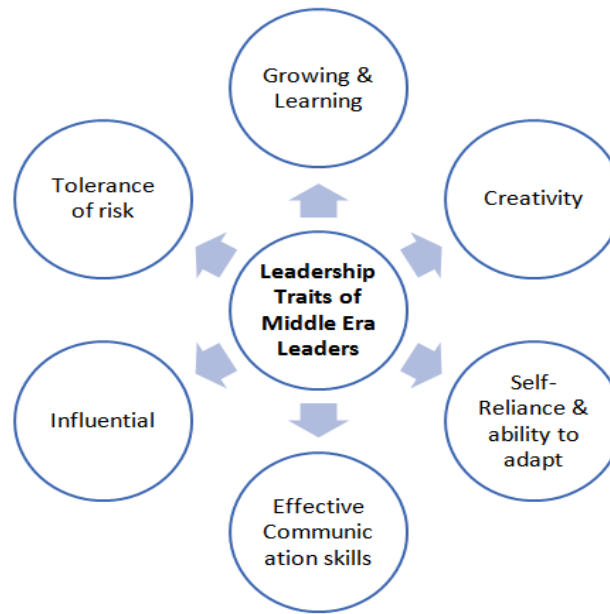 Growing &
Learning
Tolerance
of risk
Creativity
Leadership
Traits of
Middle Era
Leaders
Influential
Self-
Reliance &
ability to
adapt
Effective
Communic
ation skills